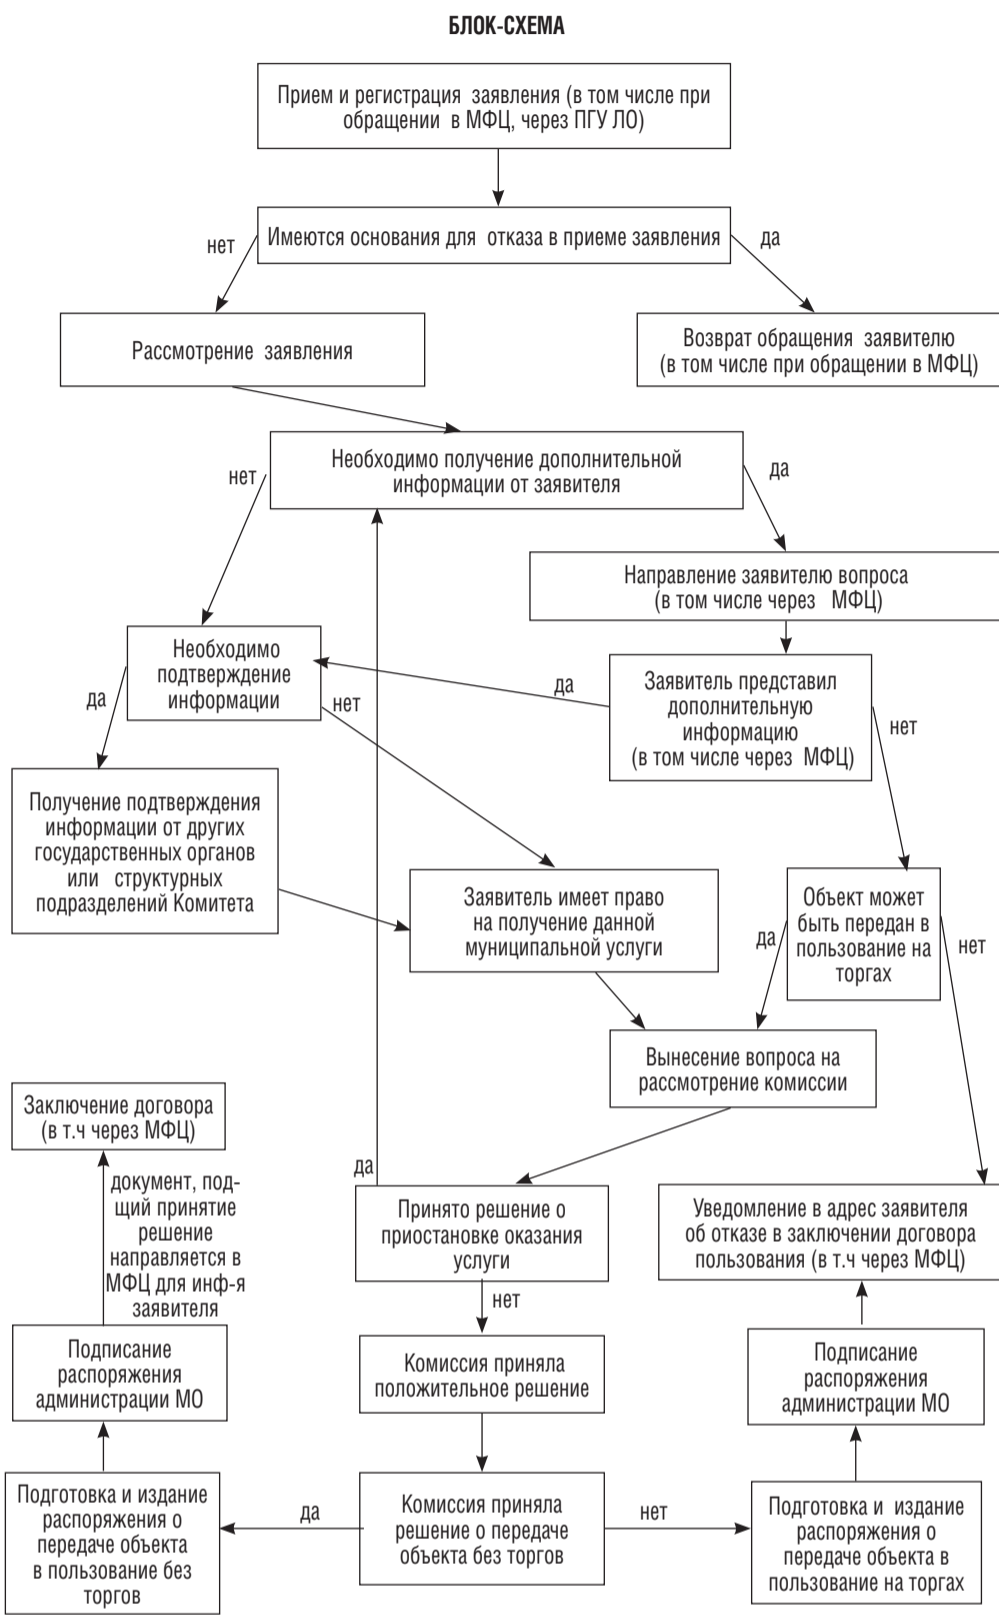 БЛОК-СХЕМА
Прием и регистрация заявления (в том числе при
обращении в МФЦ, через ПГУ ЛО)
Имеются основания для отказа в приеме заявления
нет
да
Рассмотрение заявления
Возврат обращения заявителю
(в том числе при обращении в МФЦ)
Необходимо получение дополнительной
информации от заявителя
нет
да
Направление заявителю вопроса
(в том числе через МФЦ)
Необходимо
подтверждение
информации
да
нет
да
Заявитель представил
дополнительную
информацию
(в том числе через МФЦ)
нет
Получение подтверждения
информации от других
государственных органов
или структурных
подразделений Комитета
Заявитель имеет право
на получение данной
муниципальной услуги
Объект может
быть передан в
пользование на
торгах
да
нет
Вынесение вопроса на
рассмотрение комиссии
Заключение договора
(в т.ч через МФЦ)
документ, под-
щий принятие
решение
направляется в
МФЦ для инф-я
заявителя
да
Принято решение о
приостановке оказания
услуги
Уведомление в адрес заявителя
об отказе в заключении договора
пользования (в т.ч через МФЦ)
нет
Подписание
распоряжения
администрации МО
Комиссия приняла
положительное решение
Подписание
распоряжения
администрации МО
Подготовка и издание
распоряжения о
передаче объекта
в пользование без
торгов
да
Комиссия приняла
решение о передаче
объекта без торгов
нет
Подготовка и издание
распоряжения о
передаче объекта в
пользование на торгах